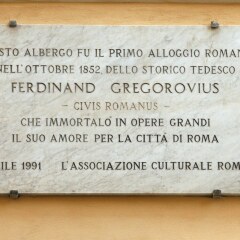 STO ALBERGO FU IL PRIMO ALLOGGIO ROMAN
NELL'OTTOBRE 1852 DELLO STORICO TEDESCO
FERDINAND GREGOROVIUS
- CIVIS ROMANUS -
CHE IMMORTALÒ IN OPERE GRANDI
IL SUO AMORE PER LA CITTÀ DI ROMA
ILE 1991 L'ASSOCIAZIONE CULTURALE ROM